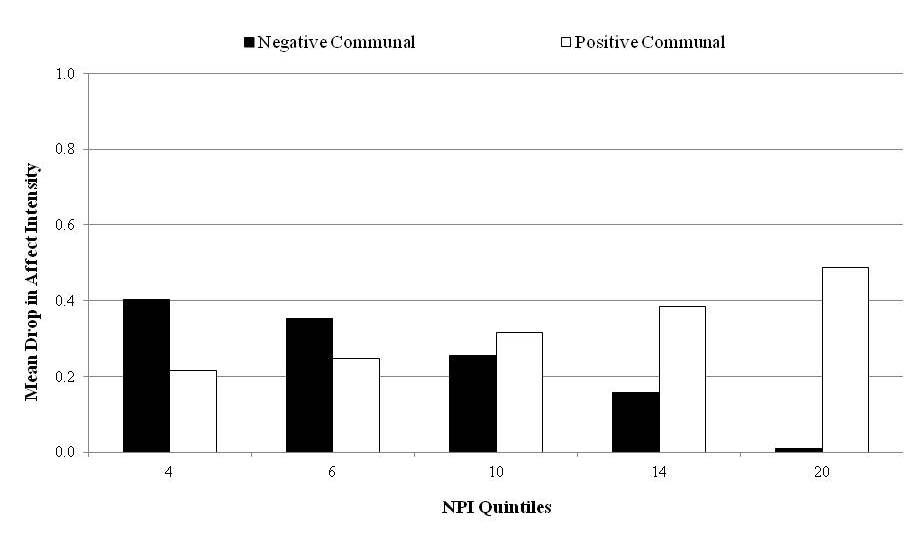 Negative Communal
Positive Communal
1.0
0.8
0.6
0.4
0.2
0.0
Mean Drop in Affect Intensity
4
6
10
14
20
NPI Quintiles